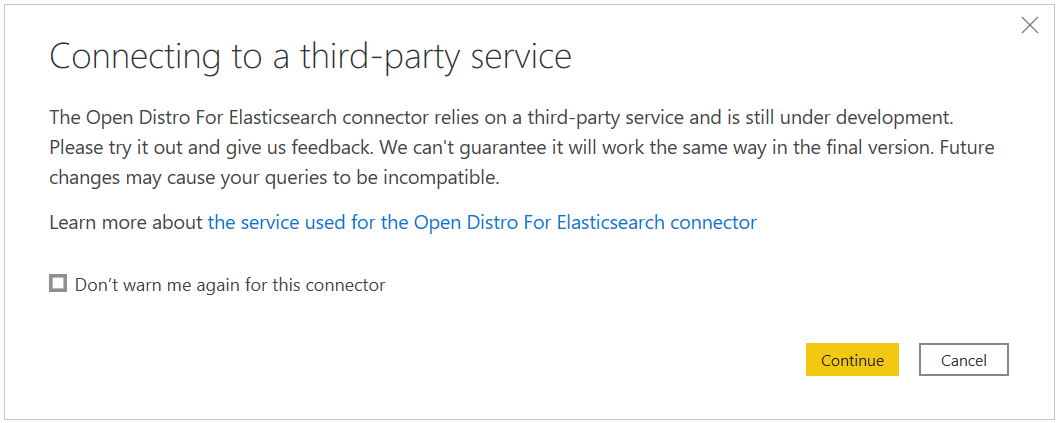 Connecting to a third-party service
The Open Distro For Elasticsearch connector relies on a third-party service and is still under development.
Please try it out and give us feedback. We can't guarantee it will work the same way in the final version. Future
changes may cause your queries to be incompatible.
Learn more about the service used for the Open Distro For Elasticsearch connector
Don’t warn me again for this connector
Continue
Cancel